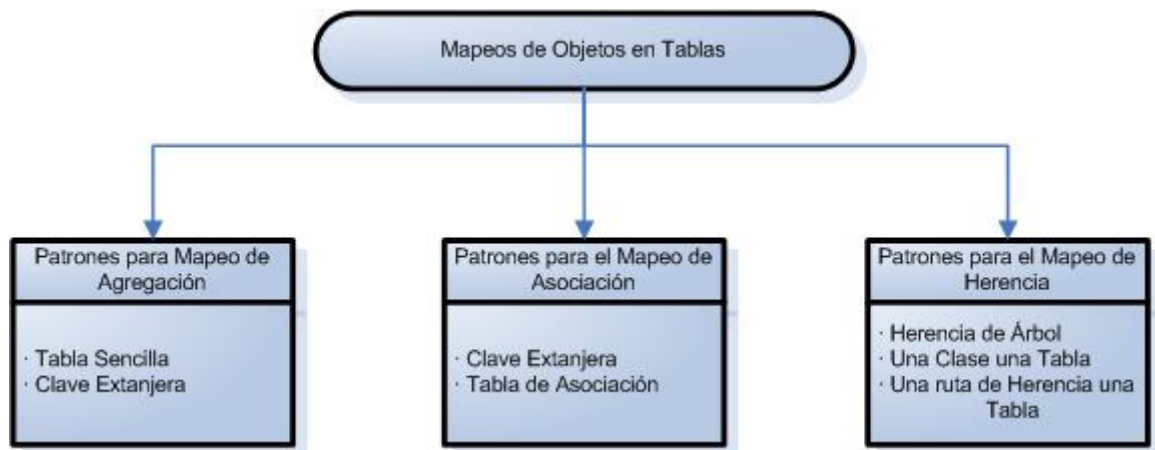 Mapeos de Objetos en Tablas
Patrones para Mapeo de
Agregación
· Tabla Sencilla
· Clave Extanjera
Patrones para el Mapeo de
Asociación
· Clave Extanjera
· Tabla de Asociación
Patrones para el Mapeo de
Herencia
· Herencia de Árbol
· Una Clase una Tabla
· Una ruta de Herencia una
Tabla